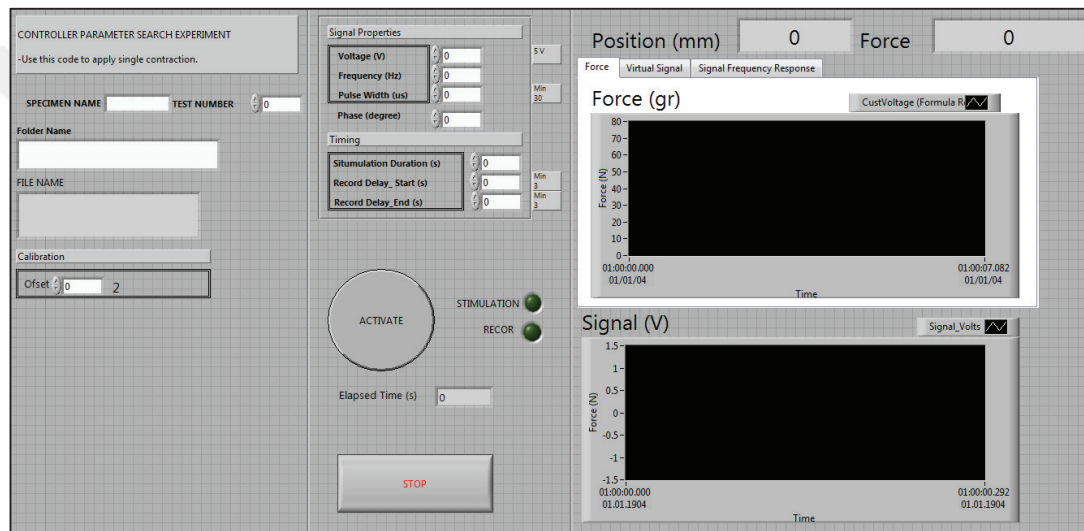 CONTROLLER PARAMETER SEARCH EXPERIMENT
-Use this code to apply single contraction.
SPECIMEN NAME
TEST NUMBER 0
Folder Name
FILE NAME
Calibration
Ofset 0 2
Signal Properties
Voltage (V) 0 5 V
Frequency (Hz) 0
Pulse Width (us) 0 Min
30
Phase (degree) 0
Timing
Situmulation Duration (s) 0
Record Delay_ Start (s) 0 Min
3
Record Delay_End (s) 0 Min
3
ACTIVATE
STIMULATION
RECOR
Elapsed Time (s) 0
STOP
Position (mm) 0 Force 0
Force Virtual Signal Signal Frequency Response
Force (gr)
CustVoltage (Formula Re
80
70
60
50
40
30
20
10
0
Force (N)
01:00:00.000 01:00:07.082
01/01/04 01/01/04
Time
Signal (V)
Signal_Volts
1.5
1
0.5
0
-0.5
-1
-1.5
Force (N)
01:00:00.000 01:00:00.292
01.01.1904 01.01.1904
Time